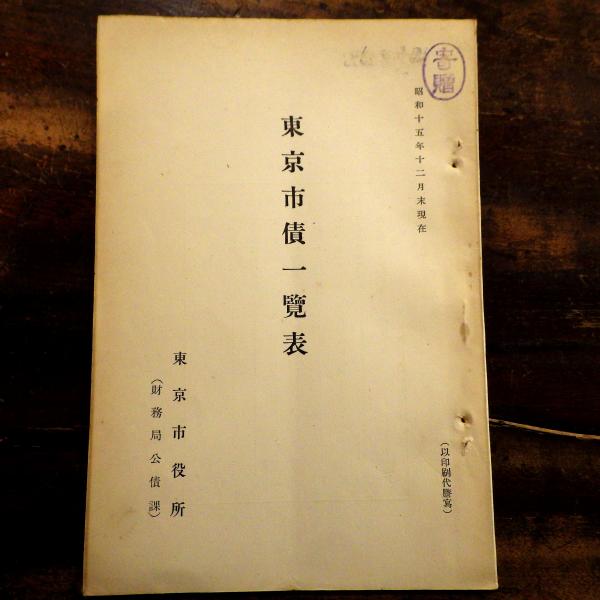 寄贈
昭和十五年十二月末現在
(以印刷代謄寫)
東京市債一覽表
東京市役所
(財務局公債課)